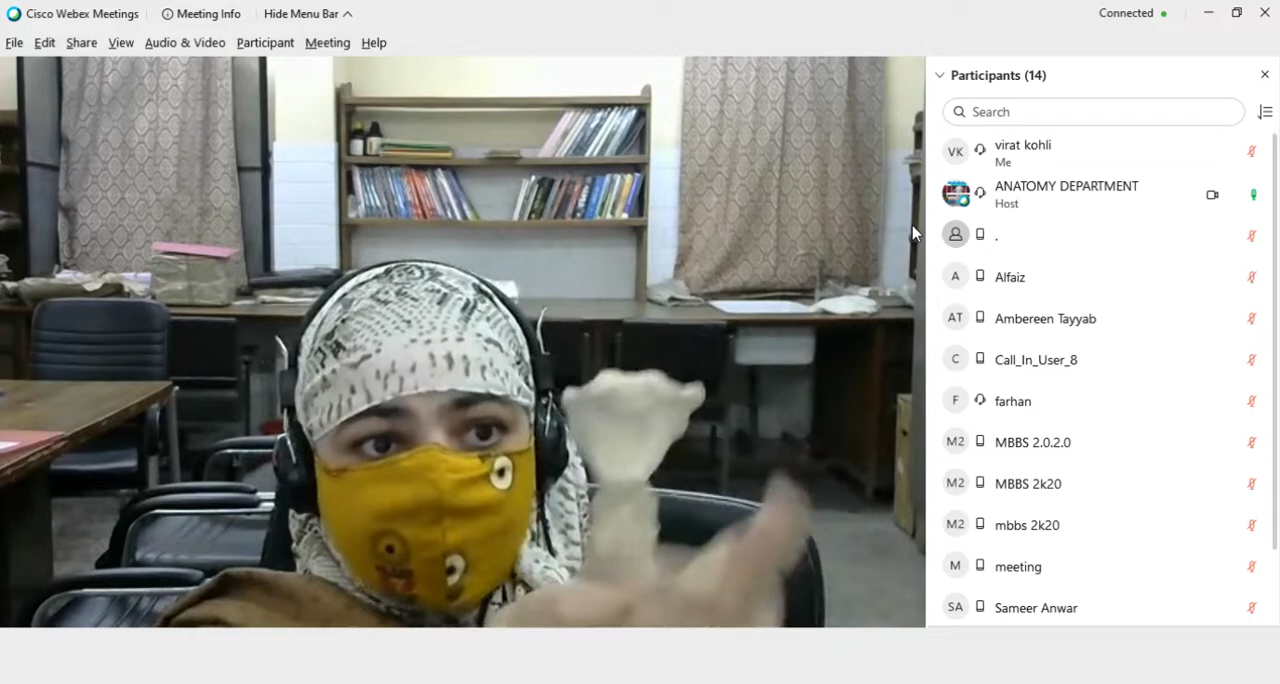 Cisco Webex Meetings Meeting Info Hide Menu Bar Connected
File Edit Share View Audio & Video Participant Meeting Help
Participants (14)
Search
VK virat kohli
Me
ANATOMY DEPARTMENT
Host
.
A Alfaiz
AT Ambereen Tayyab
C Call_In_User_8
F farhan
M2 MBBS 2.0.2.0
M2 MBBS 2k20
M2 mbbs 2k20
M meeting
SA Sameer Anwar